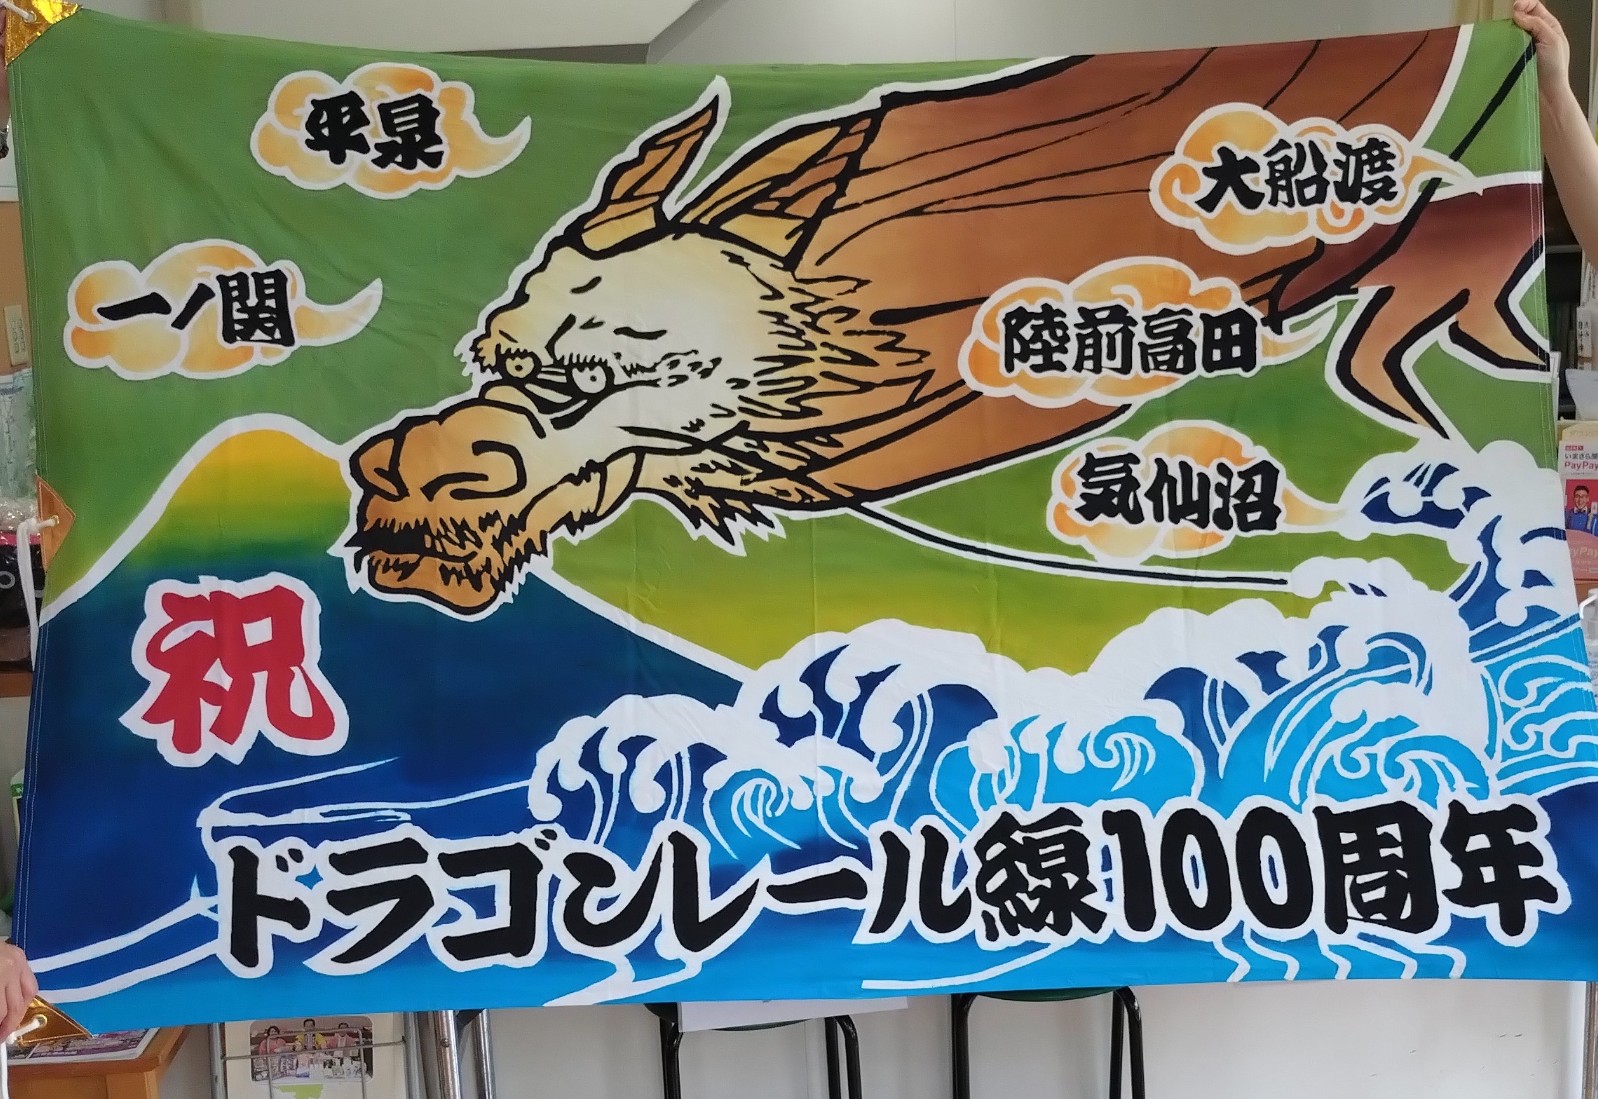 平泉
一ノ関
大船渡
陸前高田
気仙沼
祝
ドラゴンレール線100周年
PayPay